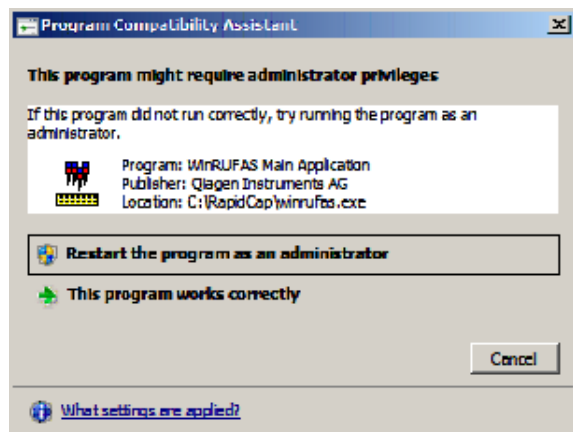 Program Compatibility Assistant
This program might require administrator privileges
If this program did not run correctly, try running the program as an
administrator.
Program: WinRUFAS Main Application
Publisher: Qiagen Instruments AG
Location: C:\RapidCap\winrufas.exe
Restart the program as an administrator
This program works correctly
Cancel
What settings are applied?